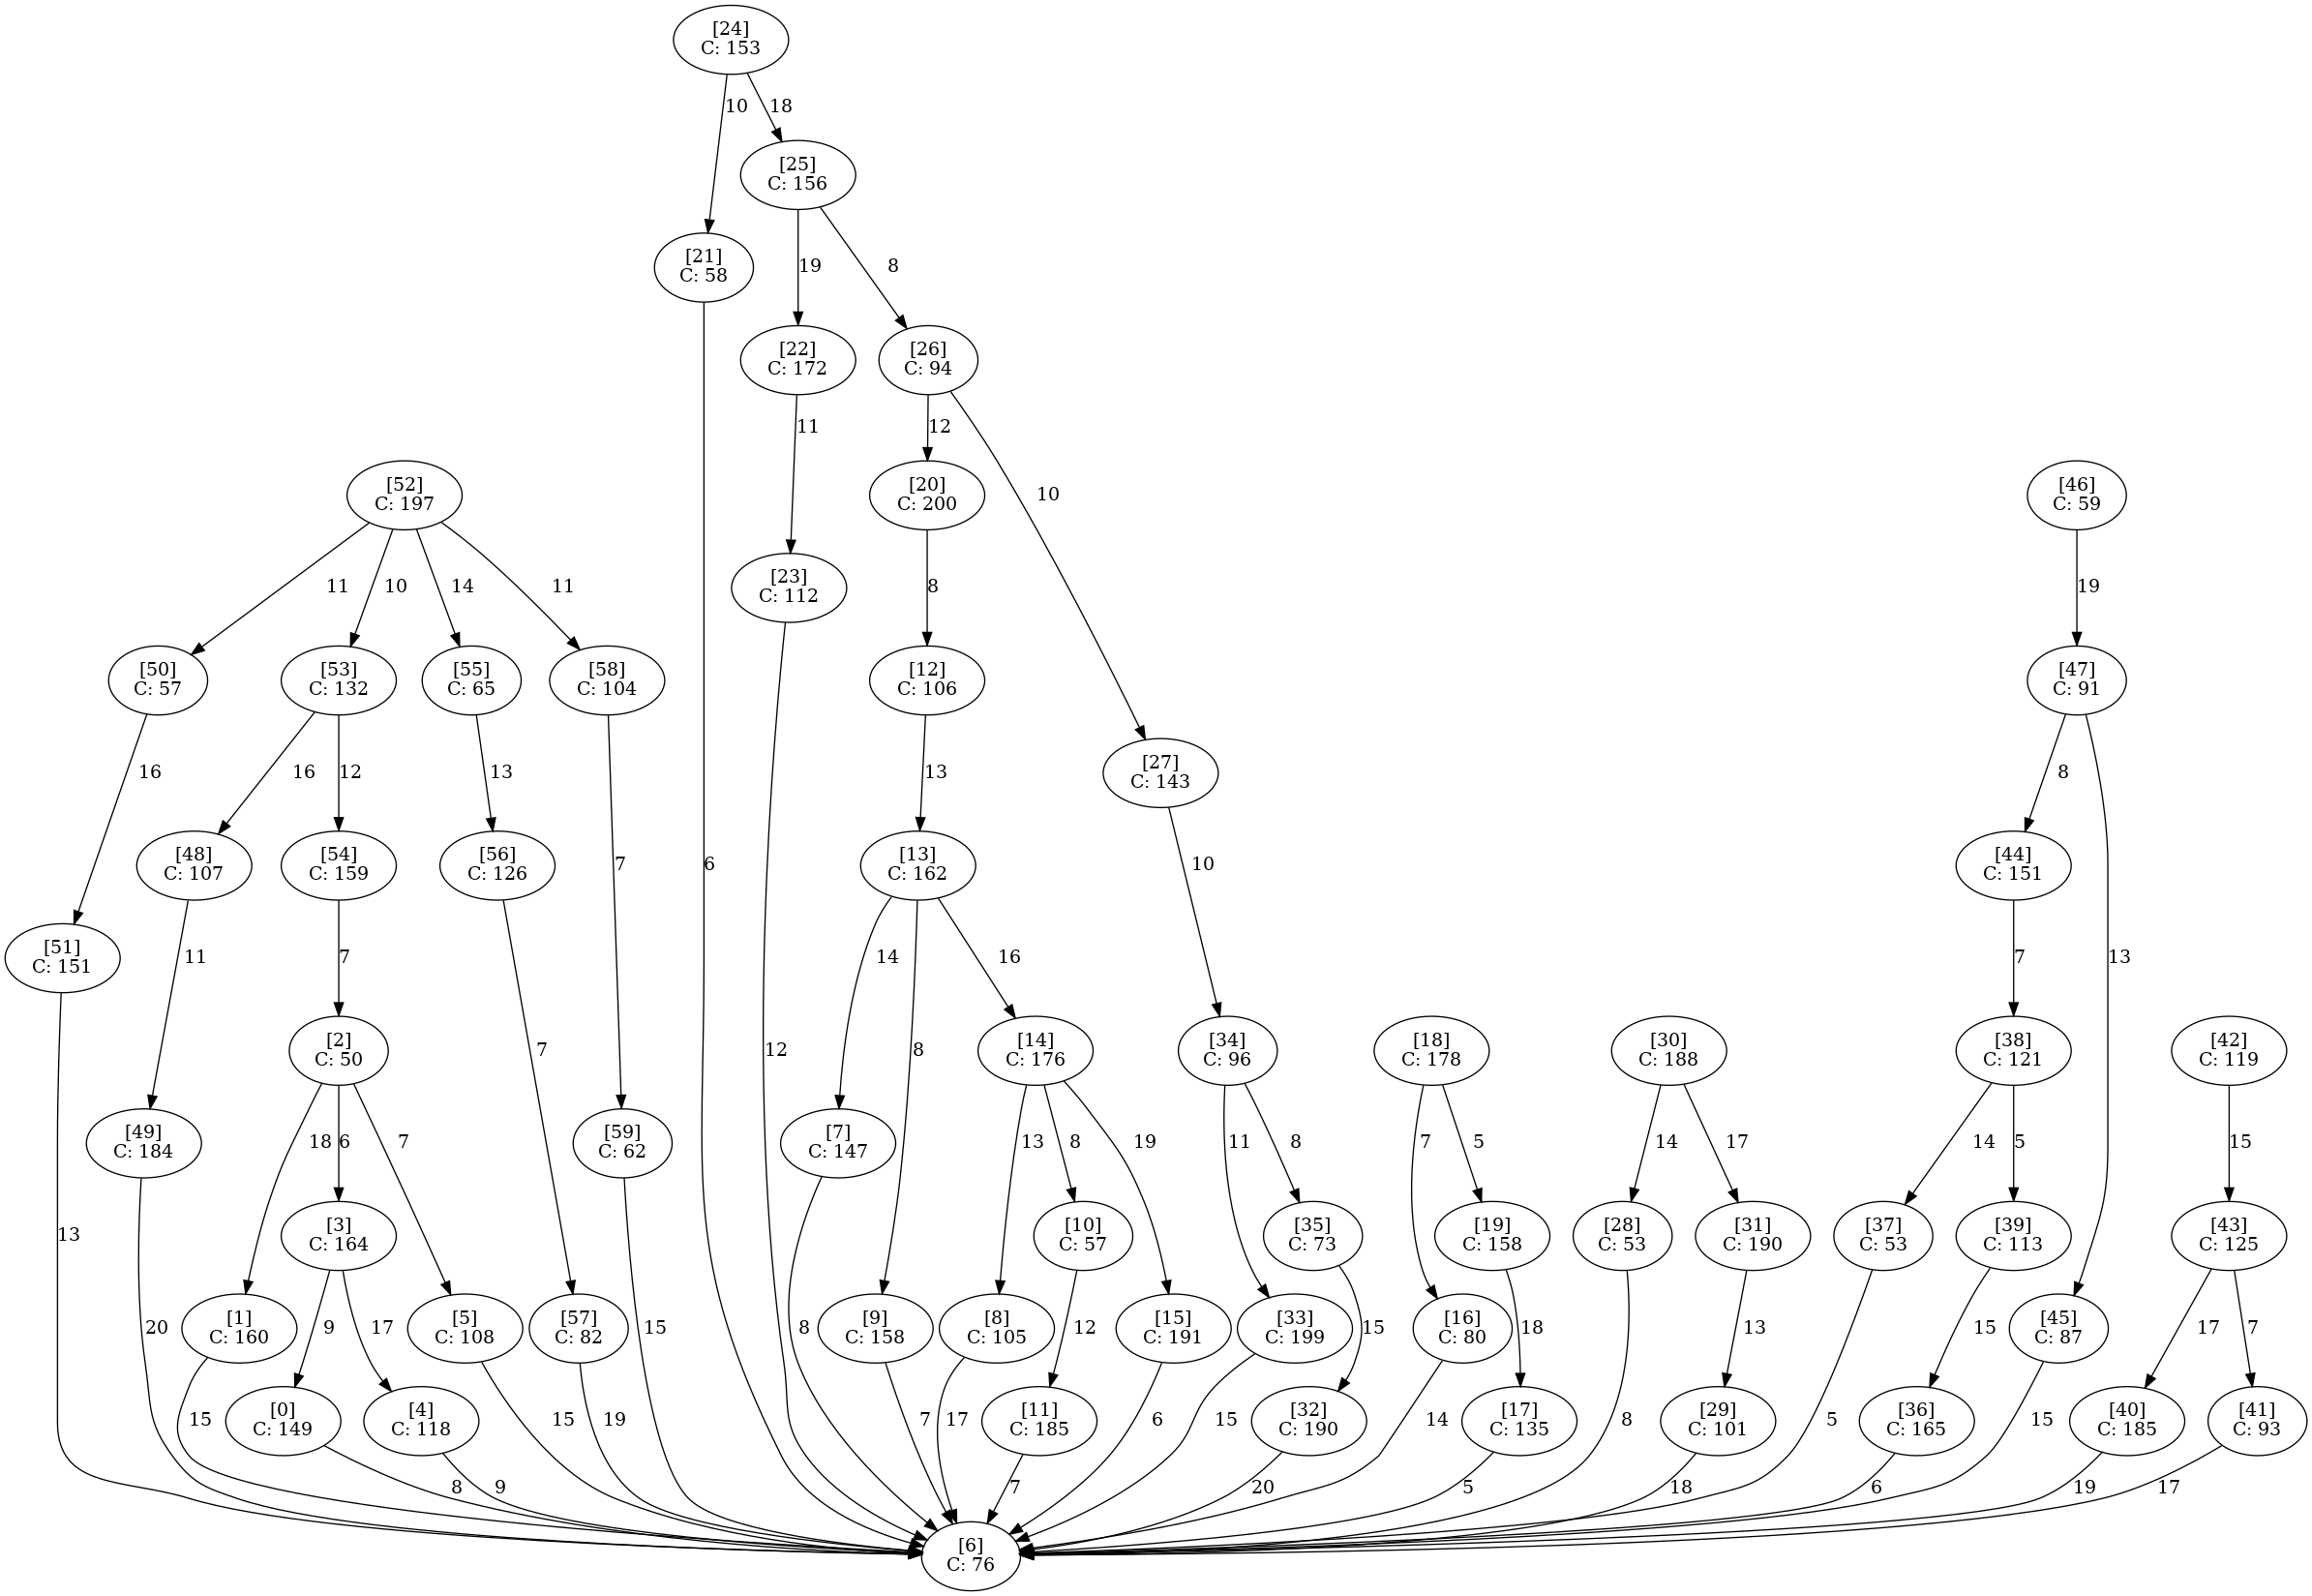 [24]
C: 153
10
18
[25]
C: 156
[21]
C: 58
19
8
[22]
C: 172
[26]
C: 94
11
12
[52]
C: 197
[20]
C: 200
10
[46]
C: 59
11
10
14
11
[23]
C: 112
8
19
[50]
C: 57
[53]
C: 132
[55]
C: 65
[58]
C: 104
[12]
C: 106
[47]
C: 91
16
16
12
13
13
[27]
C: 143
8
[48]
C: 107
[54]
C: 159
[56]
C: 126
7
6
[13]
C: 162
10
[44]
C: 151
[51]
C: 151
11
7
14
16
7
13
[2]
C: 50
7
12
8
[14]
C: 176
[34]
C: 96
[18]
C: 178
[30]
C: 188
[38]
C: 121
[42]
C: 119
[49]
C: 184
18
6
7
[59]
C: 62
[7]
C: 147
13
8
19
11
8
7
5
14
17
14
5
15
13
[3]
C: 164
[10]
C: 57
[35]
C: 73
[19]
C: 158
[28]
C: 53
[31]
C: 190
[37]
C: 53
[39]
C: 113
[43]
C: 125
20
[1]
C: 160
9
17
[5]
C: 108
[57]
C: 82
15
8
[9]
C: 158
[8]
C: 105
12
[15]
C: 191
[33]
C: 199
15
[16]
C: 80
18
13
15
[45]
C: 87
17
7
15
[0]
C: 149
[4]
C: 118
15
19
7
17
[11]
C: 185
6
15
[32]
C: 190
14
[17]
C: 135
8
[29]
C: 101
5
[36]
C: 165
15
[40]
C: 185
[41]
C: 93
8
9
7
20
5
18
6
19
17
[6]
C: 76